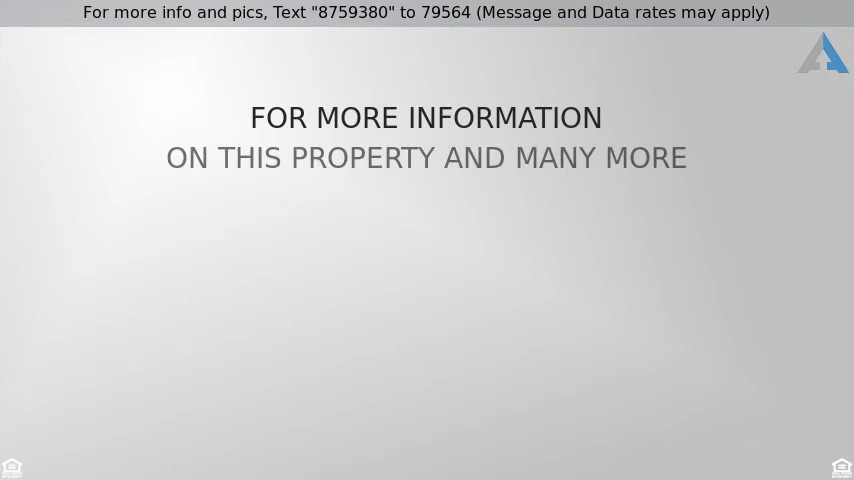 For more info and pics, Text "8759380" to 79564 (Message and Data rates may apply)
FOR MORE INFORMATION
ON THIS PROPERTY AND MANY MORE